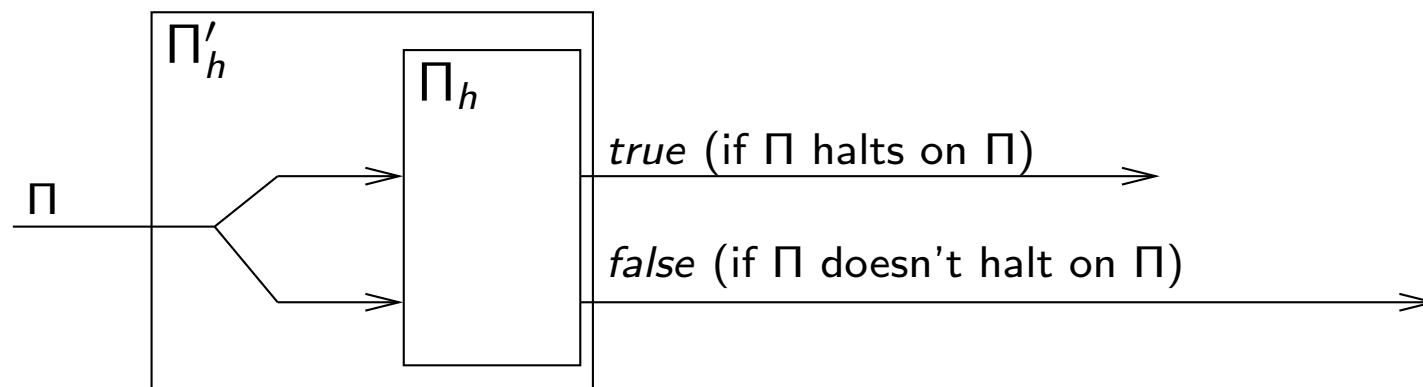 Π′ₕ
Πₕ
true (if Π halts on Π)
Π
false (if Π doesn't halt on Π)